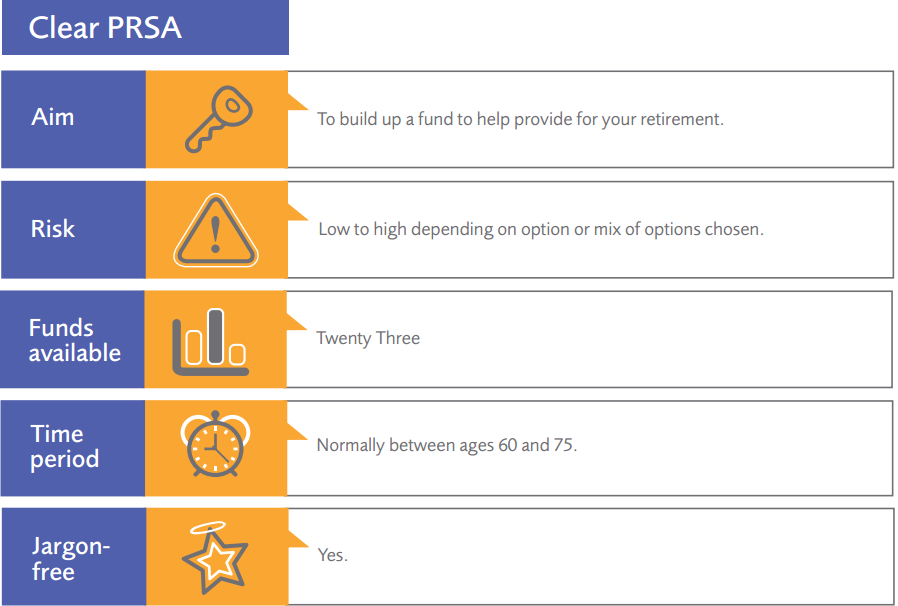 Clear PRSA
Aim
To build up a fund to help provide for your retirement.
Risk
Low to high depending on option or mix of options chosen.
Funds
available
Twenty Three
Time
period
Normally between ages 60 and 75.
Jargon-
free
Yes.